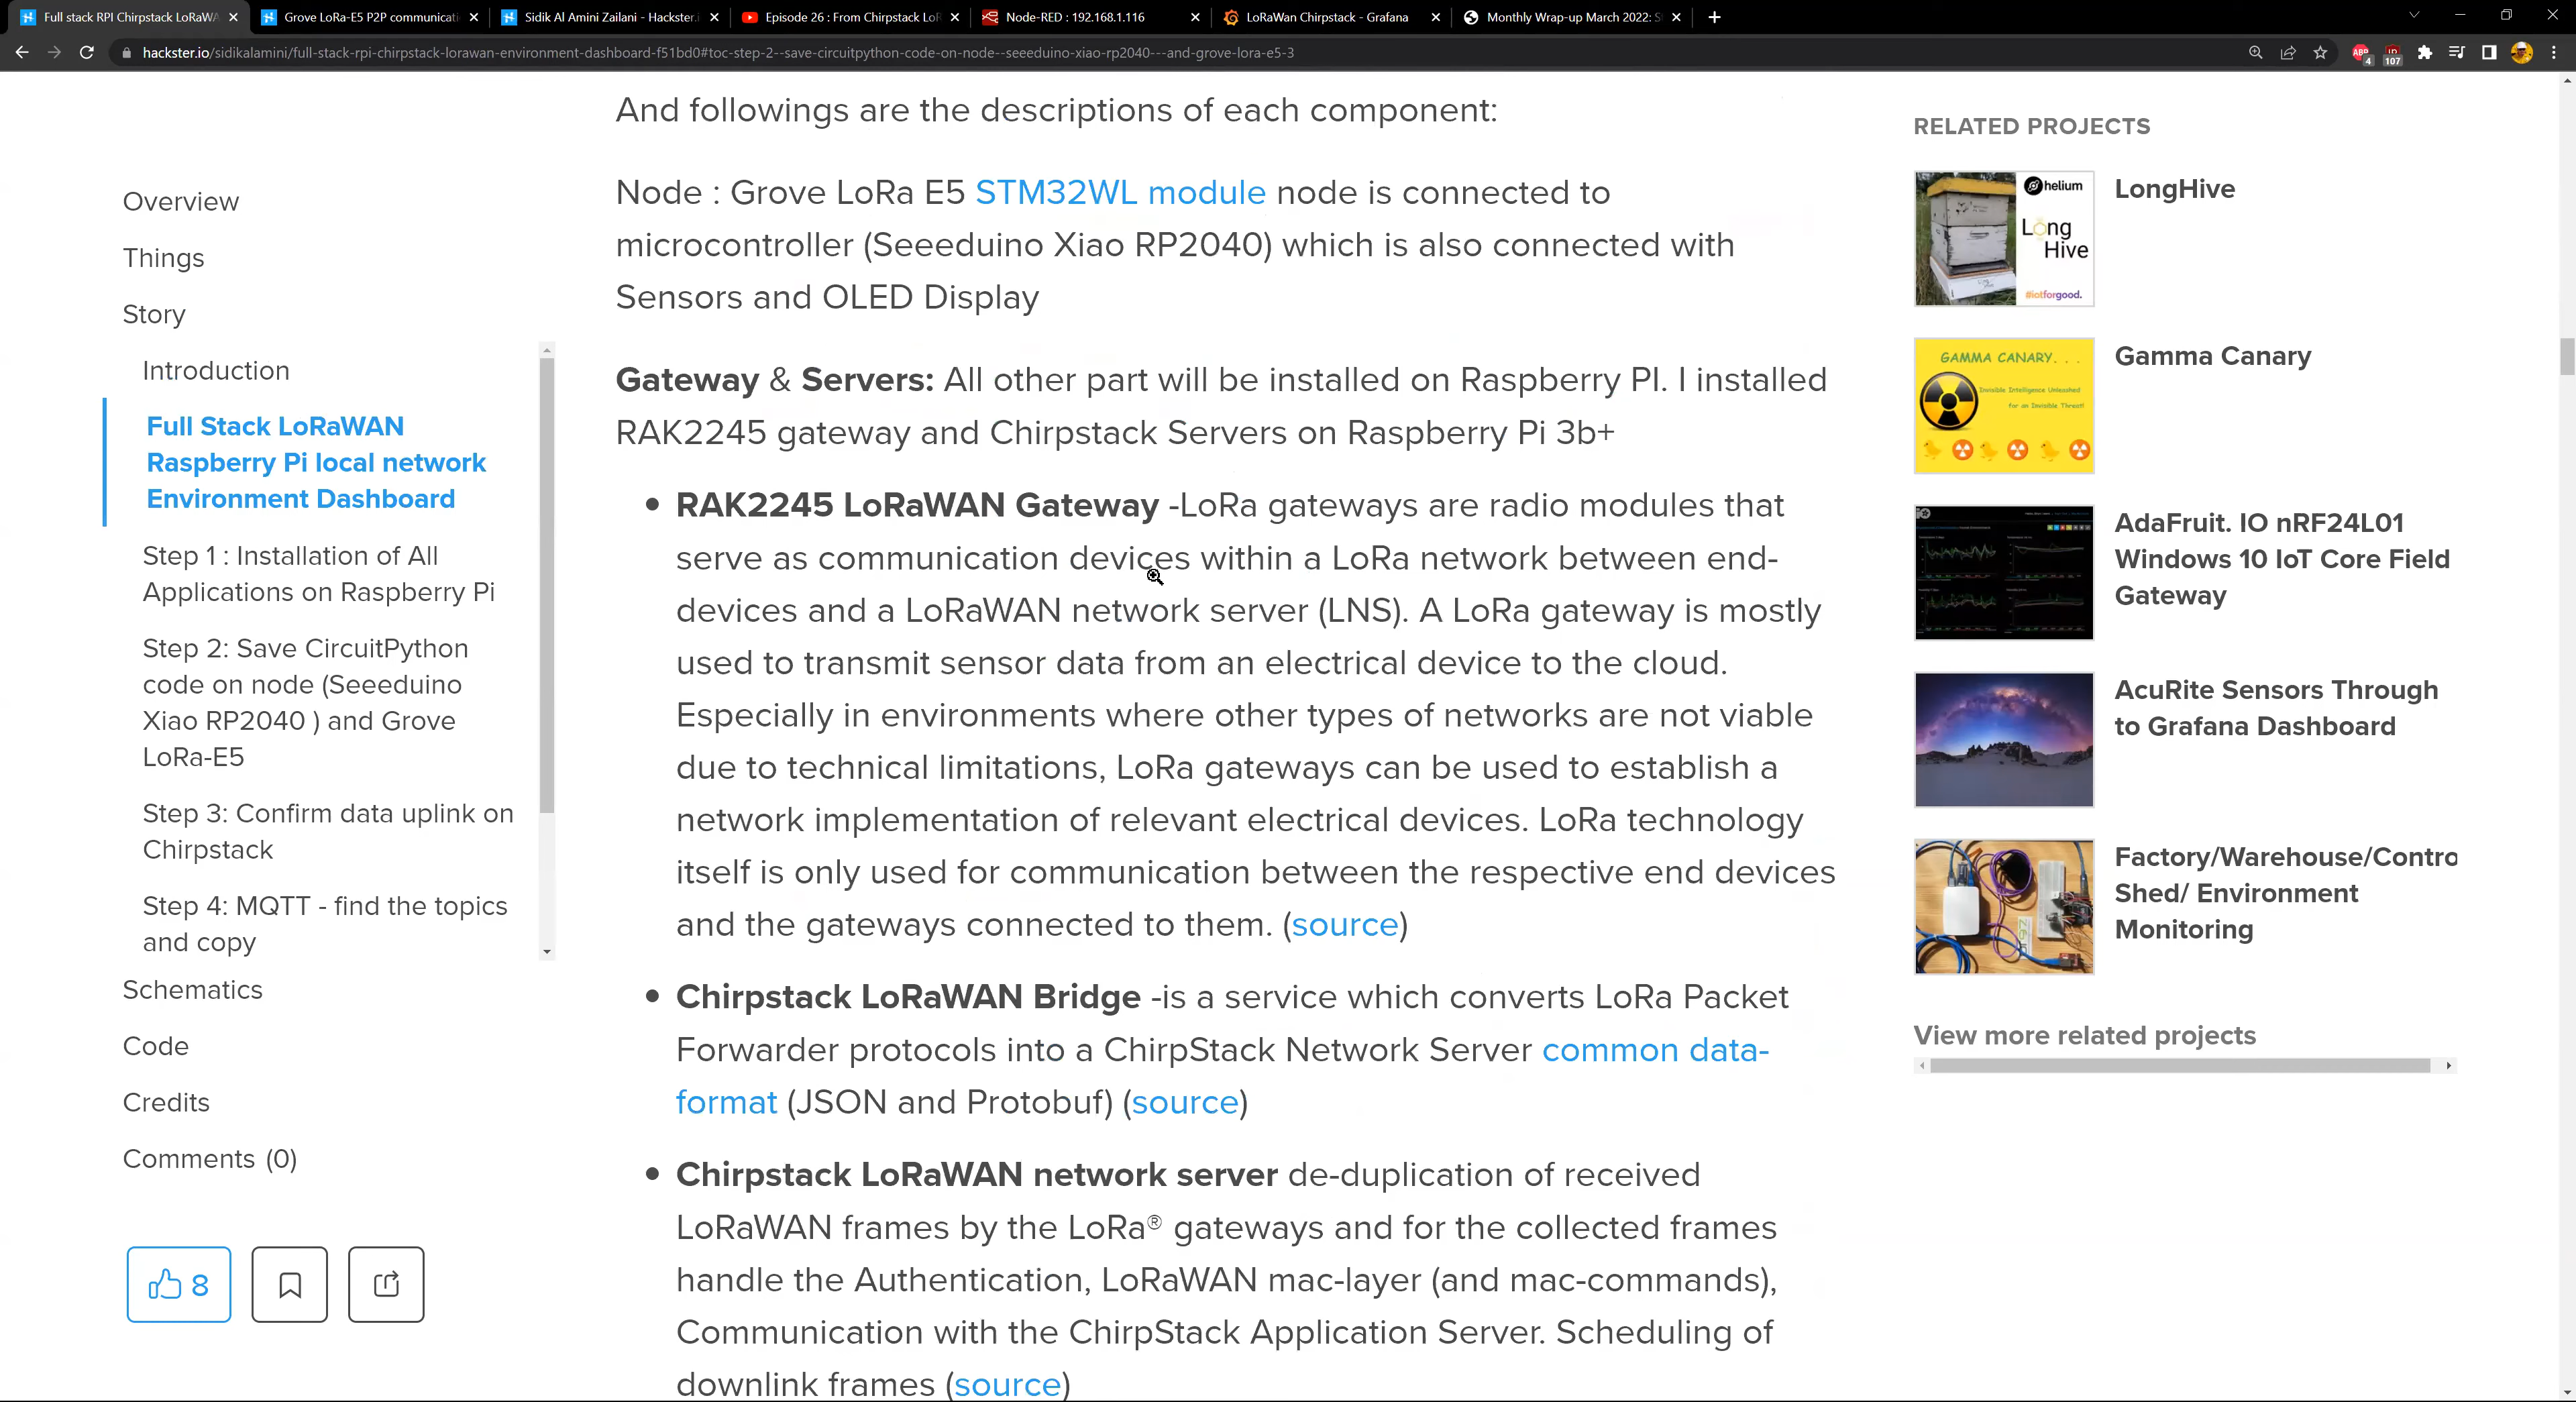 Full stack RPI Chirpstack LoRaWA
Grove LoRa-E5 P2P communicati
Sidik Al Amini Zailani - Hackster.i
Episode 26 : From Chirpstack LoR
Node-RED : 192.168.1.116
LoRaWan Chirpstack - Grafana
Monthly Wrap-up March 2022: S
hackster.io/sidikalamini/full-stack-rpi-chirpstack-lorawan-environment-dashboard-f51bd0#toc-step-2--save-circuitpython-code-on-node--seeeduino-xiao-rp2040---and-grove-lora-e5-3
4
107
Overview
Things
Story
Introduction
Full Stack LoRaWAN
Raspberry Pi local network
Environment Dashboard
Step 1 : Installation of All
Applications on Raspberry Pi
Step 2: Save CircuitPython
code on node (Seeeduino
Xiao RP2040 ) and Grove
LoRa-E5
Step 3: Confirm data uplink on
Chirpstack
Step 4: MQTT - find the topics
and copy
Schematics
Code
Credits
Comments (0)
8
And followings are the descriptions of each component:
Node : Grove LoRa E5 STM32WL module node is connected to
microcontroller (Seeeduino Xiao RP2040) which is also connected with
Sensors and OLED Display
Gateway & Servers: All other part will be installed on Raspberry PI. I installed
RAK2245 gateway and Chirpstack Servers on Raspberry Pi 3b+
RAK2245 LoRaWAN Gateway -LoRa gateways are radio modules that
serve as communication devices within a LoRa network between end-
devices and a LoRaWAN network server (LNS). A LoRa gateway is mostly
used to transmit sensor data from an electrical device to the cloud.
Especially in environments where other types of networks are not viable
due to technical limitations, LoRa gateways can be used to establish a
network implementation of relevant electrical devices. LoRa technology
itself is only used for communication between the respective end devices
and the gateways connected to them. (source)
Chirpstack LoRaWAN Bridge -is a service which converts LoRa Packet
Forwarder protocols into a ChirpStack Network Server common data-
format (JSON and Protobuf) (source)
Chirpstack LoRaWAN network server de-duplication of received
LoRaWAN frames by the LoRa® gateways and for the collected frames
handle the Authentication, LoRaWAN mac-layer (and mac-commands),
Communication with the ChirpStack Application Server. Scheduling of
downlink frames (source)
RELATED PROJECTS
helium
Long
Hive
#iotforgood.
LongHive
GAMMA CANARY. . .
Invisible Intelligence Unleashed
for an Invisible Threat!
Gamma Canary
AdaFruit. IO nRF24L01
Windows 10 IoT Core Field
Gateway
AcuRite Sensors Through
to Grafana Dashboard
Factory/Warehouse/Contro
Shed/ Environment
Monitoring
View more related projects